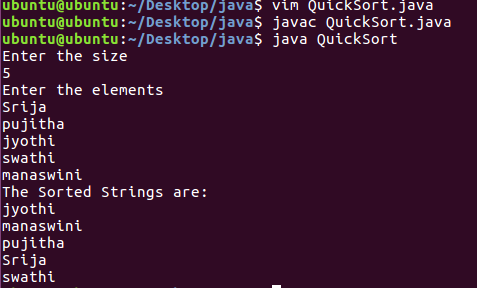 ubuntu@ubuntu:~/Desktop/java$ vim QuickSort.java
ubuntu@ubuntu:~/Desktop/java$ javac QuickSort.java
ubuntu@ubuntu:~/Desktop/java$ java QuickSort
Enter the size
5
Enter the elements
Srija
pujitha
jyothi
swathi
manaswini
The Sorted Strings are:
jyothi
manaswini
pujitha
Srija
swathi